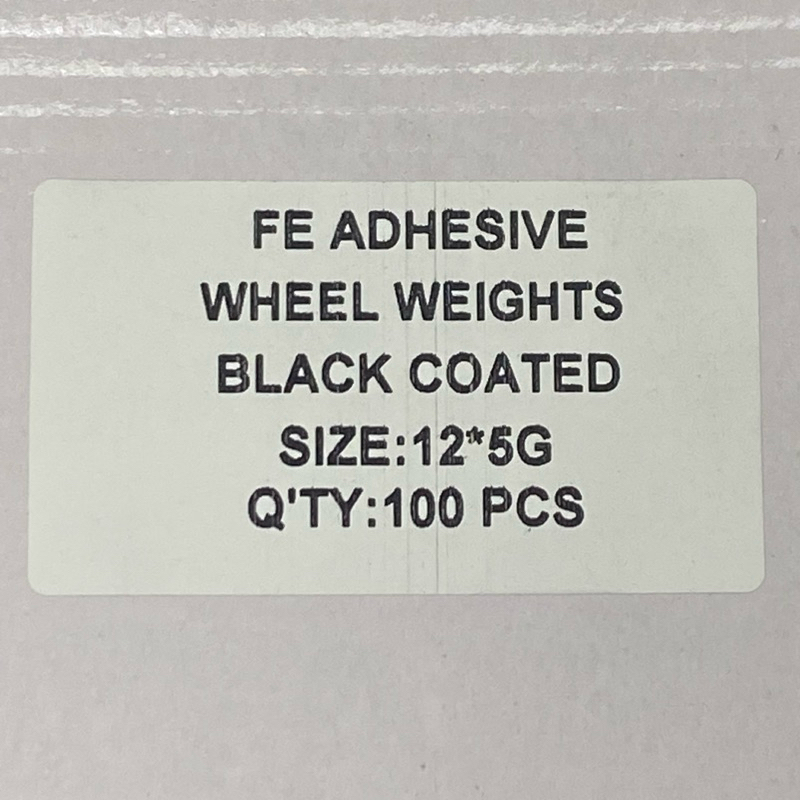 FE ADHESIVE
WHEEL WEIGHTS
BLACK COATED
SIZE:12*5G
Q'TY:100 PCS